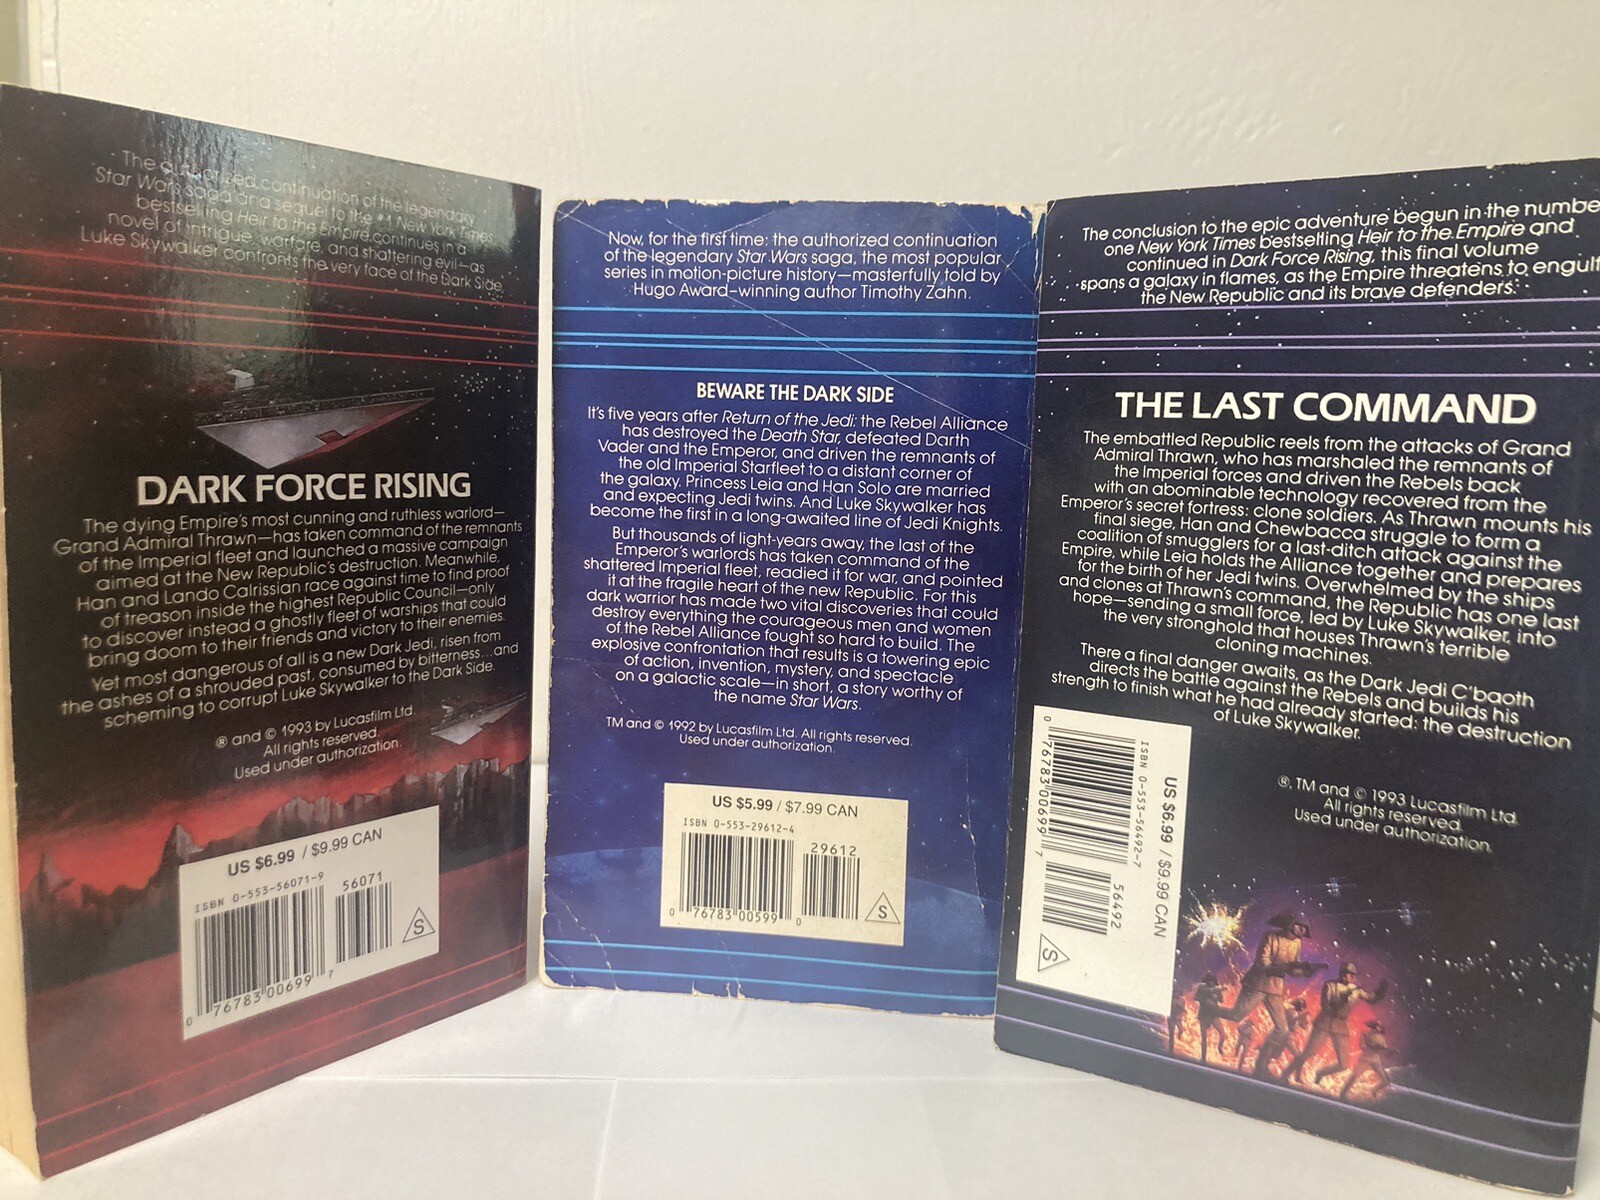 The authorized continuation of the legendary
Star Wars saga and sequel to the #1 New York Times
bestselling Heir to the Empire continues in a
novel of intrigue, warfare, and shattering evil—as
Luke Skywalker confronts the very face of the Dark Side.
DARK FORCE RISING
The dying Empire's most cunning and ruthless warlord—
Grand Admiral Thrawn—has taken command of the remnants
of the Imperial fleet and launched a massive campaign
aimed at the New Republic's destruction. Meanwhile,
Han and Lando Calrissian race against time to find proof
of treason inside the highest Republic Council—only
to discover instead a ghostly fleet of warships that could
bring doom to their friends and victory to their enemies.
Yet most dangerous of all is a new Dark Jedi, risen from
the ashes of a shrouded past, consumed by bitterness...and
scheming to corrupt Luke Skywalker to the Dark Side.
® and © 1993 by Lucasfilm Ltd.
All rights reserved.
Used under authorization.
US $6.99 / $9.99 CAN
ISBN 0-553-56071-9
56071
0 76783 00699 7
S
Now, for the first time: the authorized continuation
of the legendary Star Wars saga, the most popular
series in motion-picture history—masterfully told by
Hugo Award–winning author Timothy Zahn.
BEWARE THE DARK SIDE
It's five years after Return of the Jedi: the Rebel Alliance
has destroyed the Death Star, defeated Darth
Vader and the Emperor, and driven the remnants of
the old Imperial Starfleet to a distant corner of
the galaxy. Princess Leia and Han Solo are married
and expecting Jedi twins. And Luke Skywalker has
become the first in a long-awaited line of Jedi Knights.
But thousands of light-years away, the last of the
Emperor's warlords has taken command of the
shattered Imperial fleet, readied it for war, and pointed
it at the fragile heart of the new Republic. For this
dark warrior has made two vital discoveries that could
destroy everything the courageous men and women
of the Rebel Alliance fought so hard to build. The
explosive confrontation that results is a towering epic
of action, invention, mystery, and spectacle
on a galactic scale—in short, a story worthy of
the name Star Wars.
TM and © 1992 by Lucasfilm Ltd. All rights reserved.
Used under authorization.
US $5.99 / $7.99 CAN
ISBN 0-553-29612-4
29612
0 76783 00599 0
S
The conclusion to the epic adventure begun in the numbe
one New York Times bestselling Heir to the Empire and
continued in Dark Force Rising, this final volume
spans a galaxy in flames, as the Empire threatens to engulf
the New Republic and its brave defenders.
THE LAST COMMAND
The embattled Republic reels from the attacks of Grand
Admiral Thrawn, who has marshaled the remnants of
the Imperial forces and driven the Rebels back
with an abominable technology recovered from the
Emperor's secret fortress: clone soldiers. As Thrawn mounts his
final siege, Han and Chewbacca struggle to form a
coalition of smugglers for a last-ditch attack against the
Empire, while Leia holds the Alliance together and prepares
for the birth of her Jedi twins. Overwhelmed by the ships
and clones at Thrawn's command, the Republic has one last
hope—sending a small force, led by Luke Skywalker, into
the very stronghold that houses Thrawn's terrible
cloning machines.
There a final danger awaits, as the Dark Jedi C'baoth
directs the battle against the Rebels and builds his
strength to finish what he had already started: the destruction
of Luke Skywalker.
®, TM and © 1993 Lucasfilm Ltd.
All rights reserved.
Used under authorization.
US $6.99 / $9.99 CAN
ISBN 0-553-56492-7
56492
0 76783 00699 7
S